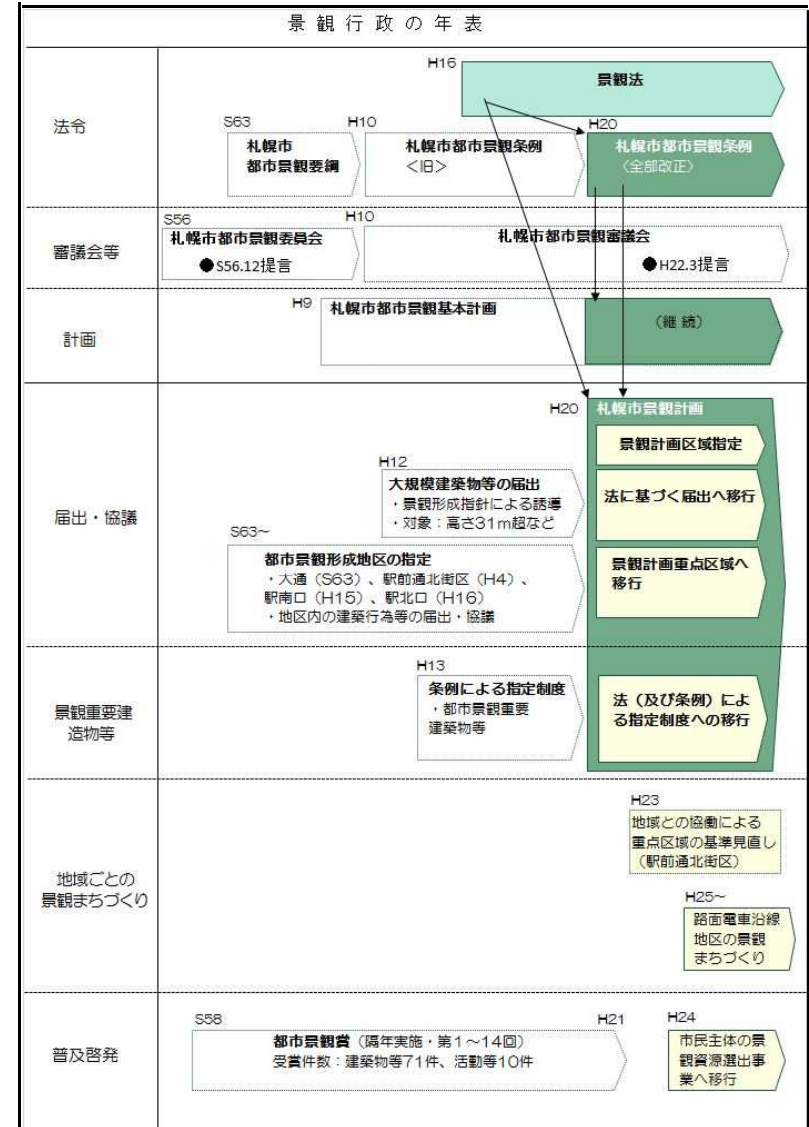 景観行政の年表
法令
H16
景観法
S63
札幌市
都市景観要綱
H10
札幌市都市景観条例
<旧>
H20
札幌市都市景観条例
〈全部改正〉
審議会等
S56
札幌市都市景観委員会
●S56.12提言
H10
札幌市都市景観審議会
●H22.3提言
計画
H9
札幌市都市景観基本計画
（継続）
届出・協議
H20
札幌市景観計画
景観計画区域指定
H12
大規模建築物等の届出
・景観形成指針による誘導
・対象：高さ31m超など
法に基づく届出へ移行
S63～
都市景観形成地区の指定
・大通（S63）、駅前通北街区（H4）、
駅南口（H15）、駅北口（H16）
・地区内の建築行為等の届出・協議
景観計画重点区域へ
移行
景観重要建
造物等
H13
条例による指定制度
・都市景観重要
建築物等
法（及び条例）によ
る指定制度への移行
地域ごとの
景観まちづくり
H23
地域との協働による
重点区域の基準見直し
（駅前通北街区）
H25～
路面電車沿線
地区の景観
まちづくり
普及啓発
S58
都市景観賞（隔年実施・第1～14回）
受賞件数：建築物等71件、活動等10件
H21
H24
市民主体の景
観資源選出事
業へ移行